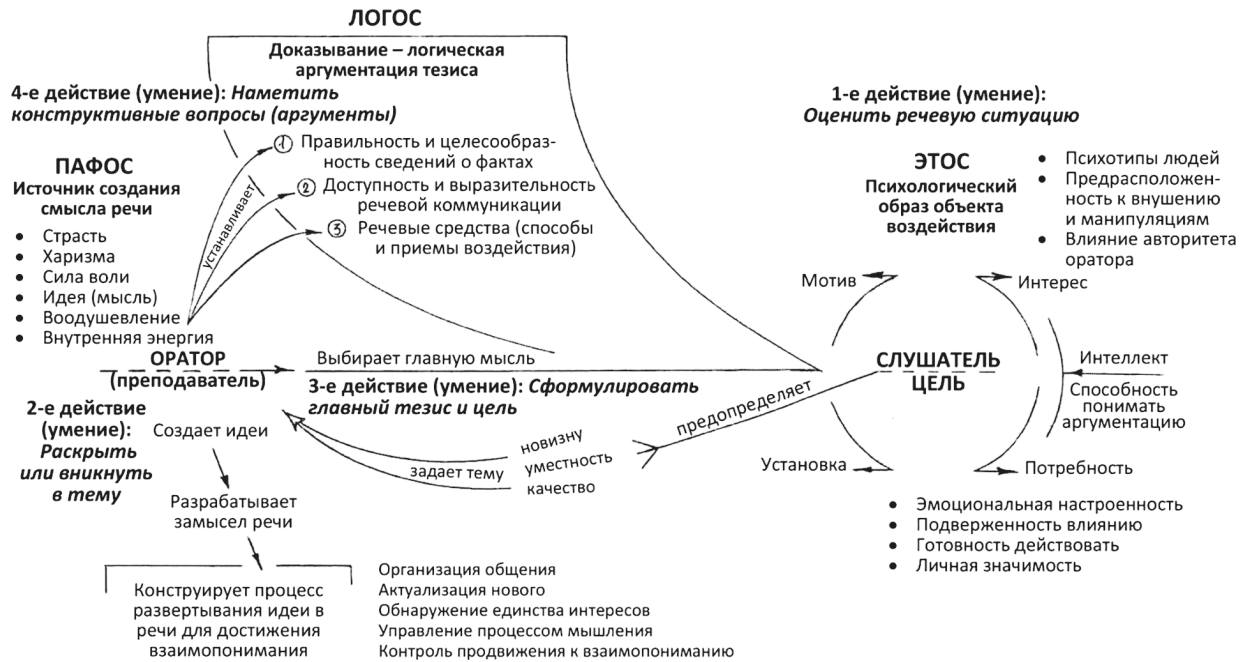 ЛОГОС
Доказывание – логическая
аргументация тезиса
4-е действие (умение): Наметить
конструктивные вопросы (аргументы)
1 Правильность и целесообраз-
ность сведений о фактах
2 Доступность и выразительность
речевой коммуникации
3 Речевые средства (способы
и приемы воздействия)
устанавливает
ПАФОС
Источник создания
смысла речи
• Страсть
• Харизма
• Сила воли
• Идея (мысль)
• Воодушевление
• Внутренняя энергия
1-е действие (умение):
Оценить речевую ситуацию
ЭТОС
Психологический
образ объекта
воздействия
• Психотипы людей
• Предрасположен-
ность к внушению
и манипуляциям
• Влияние авторитета
оратора
Мотив
Интерес
ОРАТОР
(преподаватель)
Выбирает главную мысль
3-е действие (умение): Сформулировать
главный тезис и цель
СЛУШАТЕЛЬ
ЦЕЛЬ
Интеллект
Способность
понимать
аргументацию
предопределяет
2-е действие
(умение):
Раскрыть
или вникнуть
в тему
Создает идеи
задает тему
новизну
уместность
качество
Установка
Потребность
Разрабатывает
замысел речи
• Эмоциональная настроенность
• Подверженность влиянию
• Готовность действовать
• Личная значимость
Конструирует процесс
развертывания идеи в
речи для достижения
взаимопонимания
Организация общения
Актуализация нового
Обнаружение единства интересов
Управление процессом мышления
Контроль продвижения к взаимопониманию